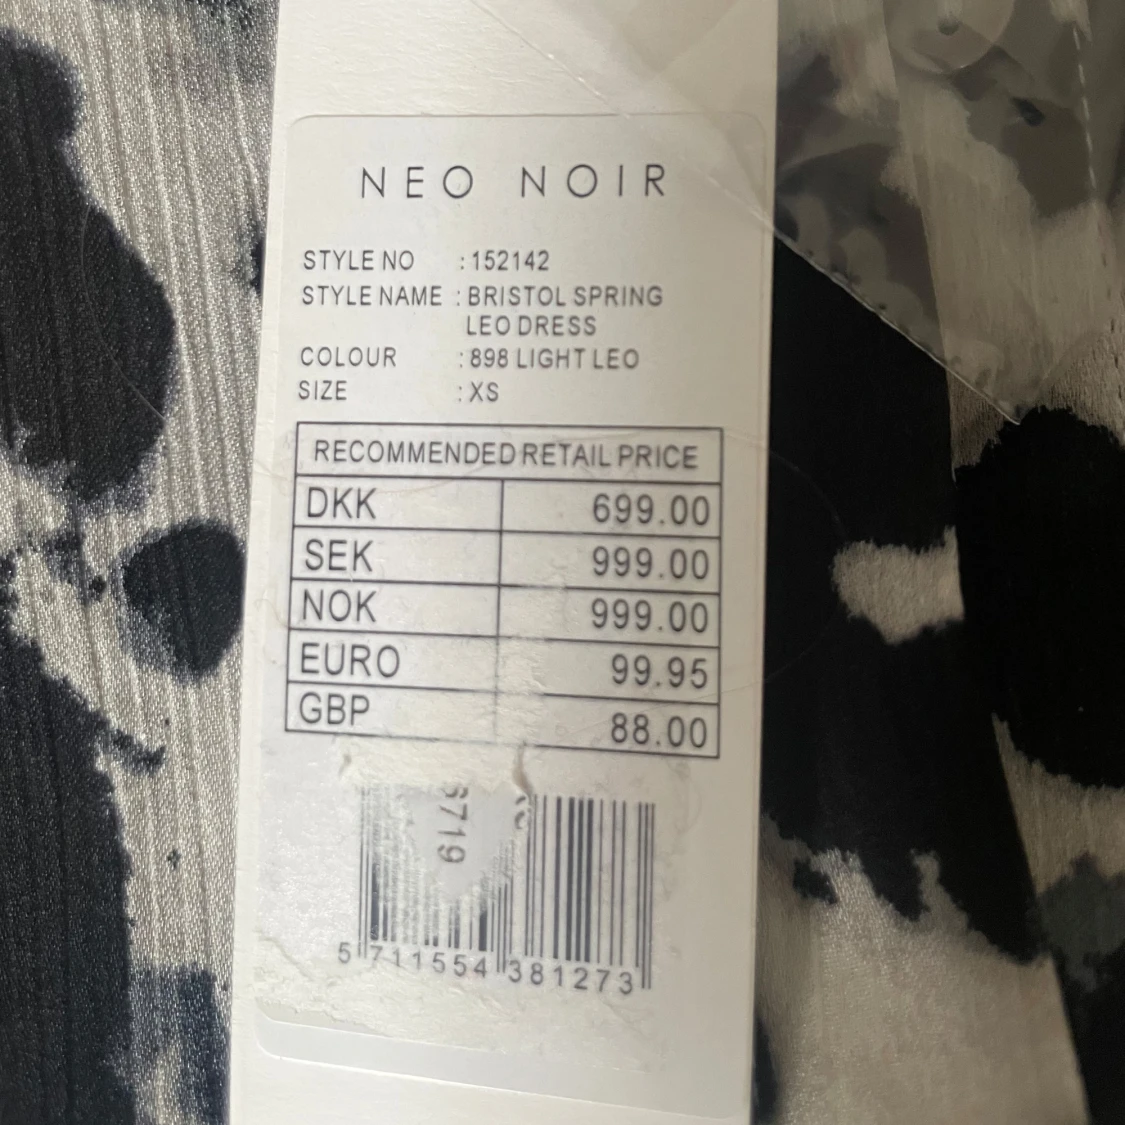 NEO NOIR
STYLE NO : 152142
STYLE NAME : BRISTOL SPRING
LEO DRESS
COLOUR : 898 LIGHT LEO
SIZE : XS
RECOMMENDED RETAIL PRICE
DKK 699.00
SEK 999.00
NOK 999.00
EURO 99.95
GBP 88.00
5 711554 381273